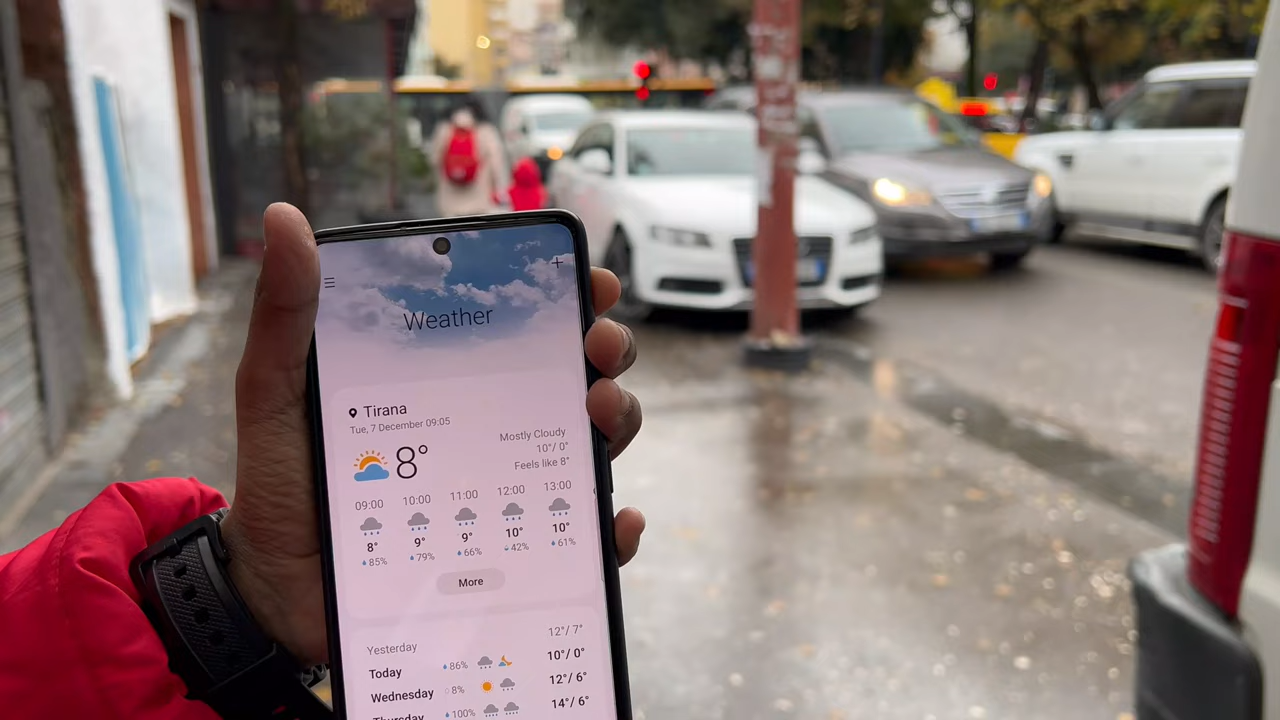 Weather
Tirana
Tue, 7 December 09:05
Mostly Cloudy
8°
10°/ 0°
Feels like 8°
09:00 10:00 11:00 12:00 13:00
8° 9° 9° 10° 10°
85% 79% 66% 42% 61%
More
Yesterday 12°/ 7°
Today 86% 10°/ 0°
Wednesday 8% 12°/ 6°
Thursday 100% 14°/ 6°